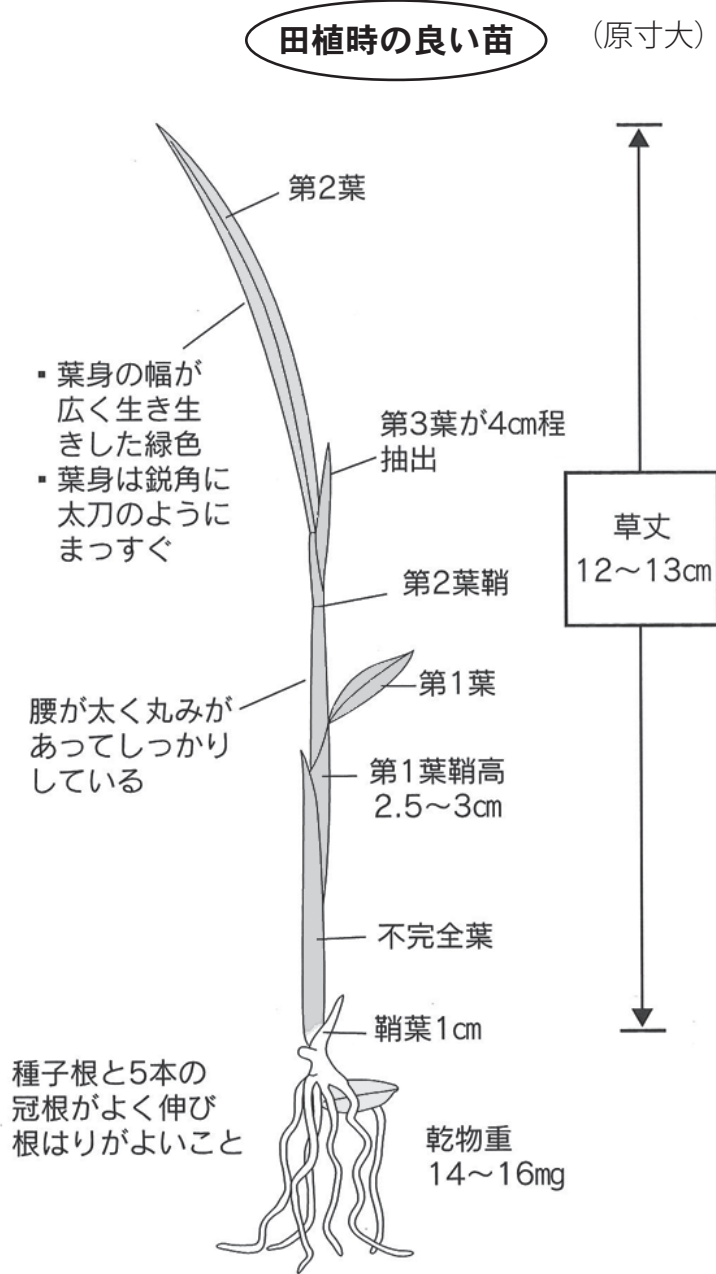 田植時の良い苗
(原寸大)
第2葉
▪ 葉身の幅が
広く生き生
きした緑色
▪ 葉身は鋭角に
太刀のように
まっすぐ
第3葉が4㎝程
抽出
草丈
12〜13㎝
第2葉鞘
第1葉
腰が太く丸みが
あってしっかり
している
第1葉鞘高
2.5〜3㎝
不完全葉
鞘葉1㎝
種子根と5本の
冠根がよく伸び
根はりがよいこと
乾物重
14〜16mg